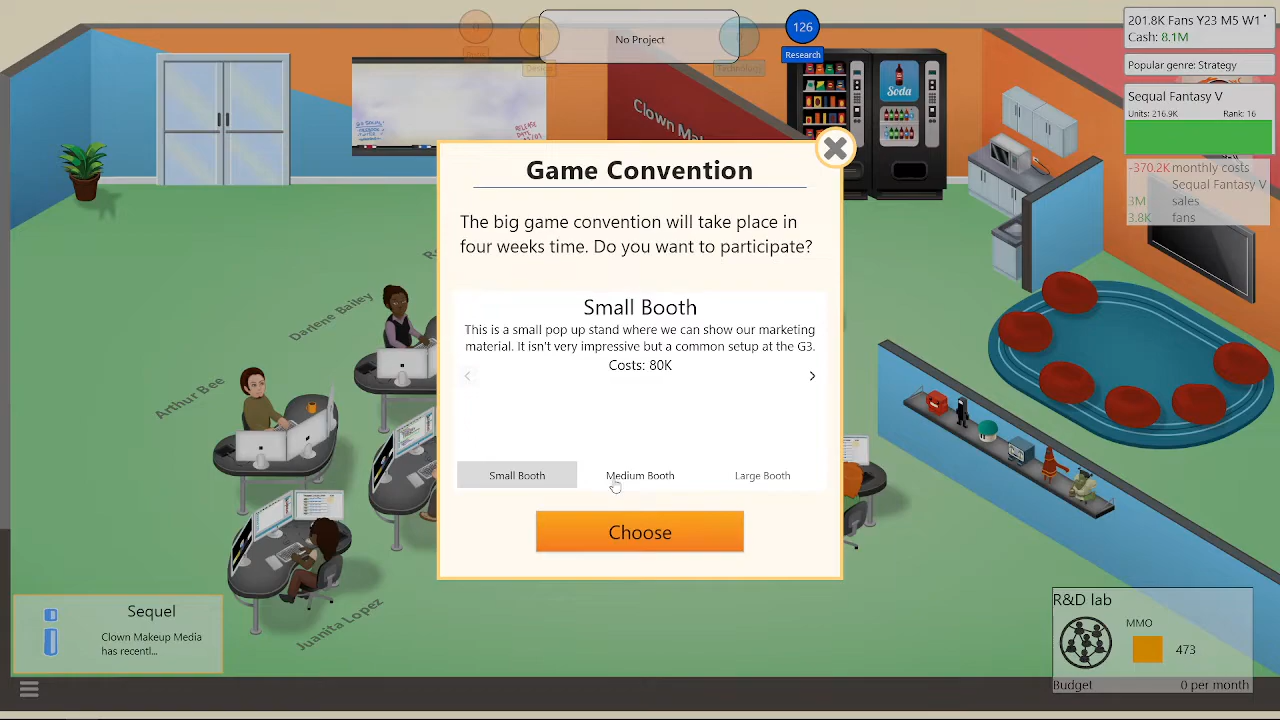 No Project
126
Research
Design
Technology
201.8K Fans Y23 M2 W1
Cash: 8.1M
Popular genre: Strategy
Sequal Fantasy V
Units: 216.9K
Rank: 16
-370.2K monthly costs
Sequal Fantasy V
3M sales
3.8K fans
Soda
Clown Ma
RELEASE
Game Convention
The big game convention will take place in
four weeks time. Do you want to participate?
Small Booth
This is a small pop up stand where we can show our marketing
material. It isn't very impressive but a common setup at the G3.
Costs: 80K
<
>
Small Booth
Medium Booth
Large Booth
Choose
Darlene Bailey
Arthur Bee
Juanita Lopez
Sequel
Clown Makeup Media
has recentl...
R&D lab
MMO
473
Budget
0 per month